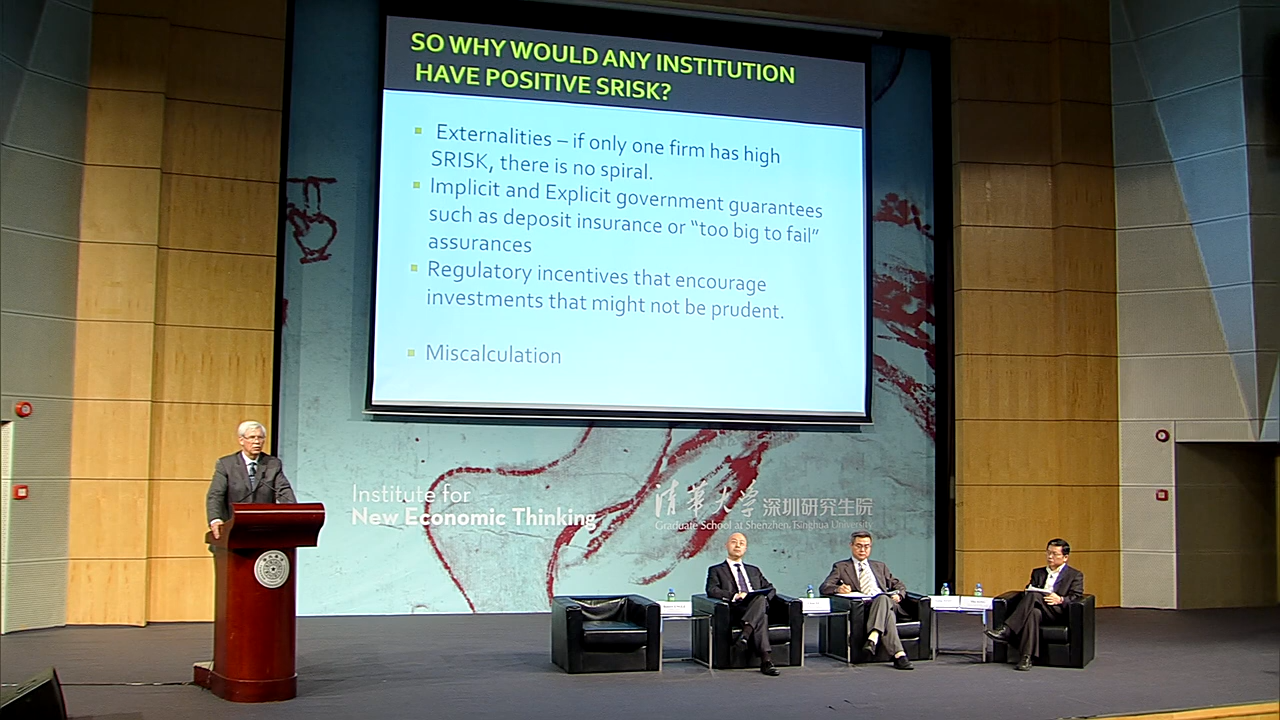 SO WHY WOULD ANY INSTITUTION
HAVE POSITIVE SRISK?
Externalities – if only one firm has high
SRISK, there is no spiral.
Implicit and Explicit government guarantees
such as deposit insurance or “too big to fail”
assurances
Regulatory incentives that encourage
investments that might not be prudent.
Miscalculation
Institute for
New Economic Thinking
清华大学 深圳研究生院
Graduate School at Shenzhen, Tsinghua University